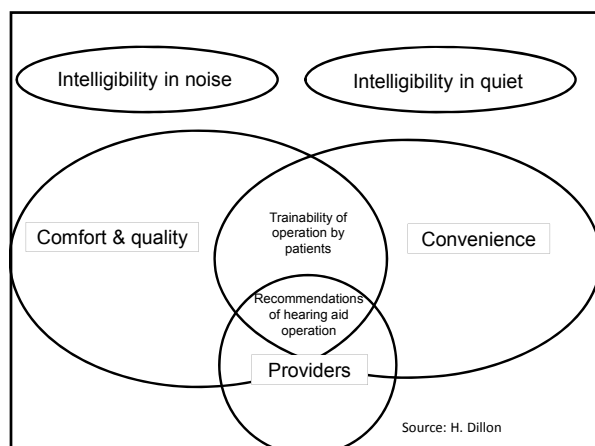 Intelligibility in noise
Intelligibility in quiet
Comfort & quality
Trainability of
operation by
patients
Convenience
Recommendations
of hearing aid
operation
Providers
Source: H. Dillon